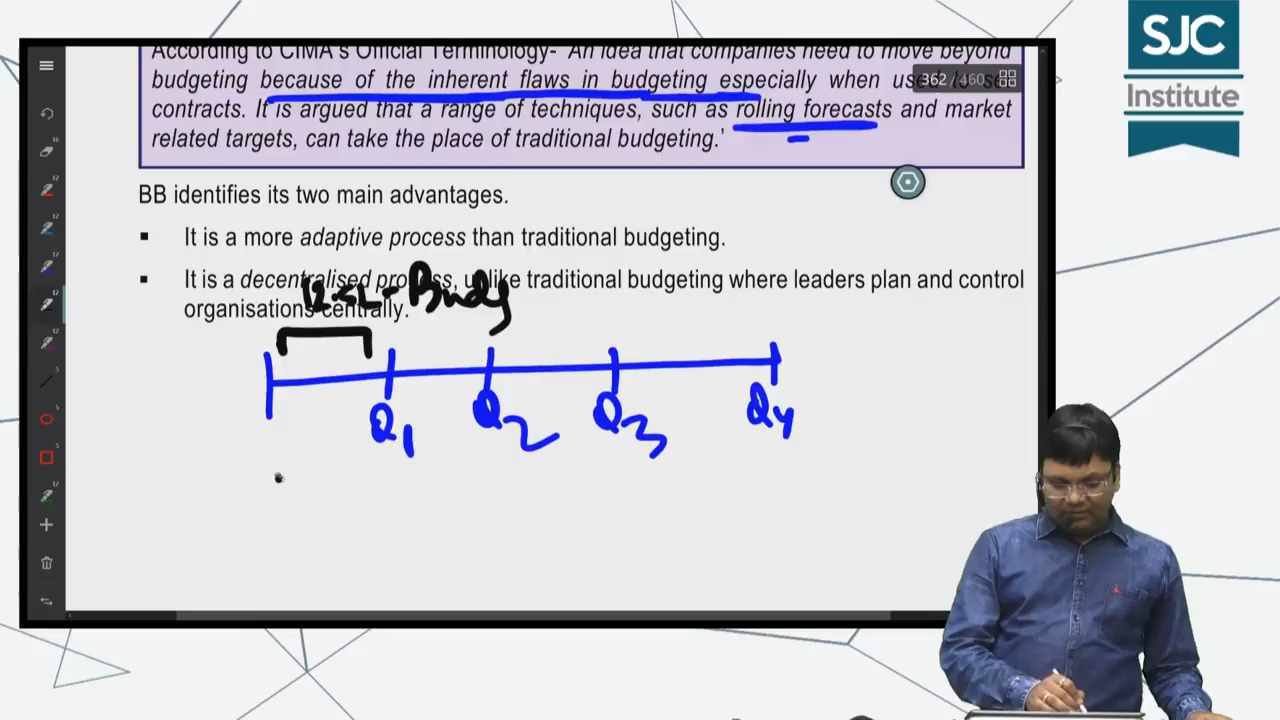 According to CIMA's Official Terminology- 'An idea that companies need to move beyond
budgeting because of the inherent flaws in budgeting especially when used to set
contracts. It is argued that a range of techniques, such as rolling forecasts and market
related targets, can take the place of traditional budgeting.'
362 / 460
BB identifies its two main advantages.
▪ It is a more adaptive process than traditional budgeting.
▪ It is a decentralised process, unlike traditional budgeting where leaders plan and control
organisations centrally.
Budg
Q1 Q2 Q3 Q4
SJC
Institute